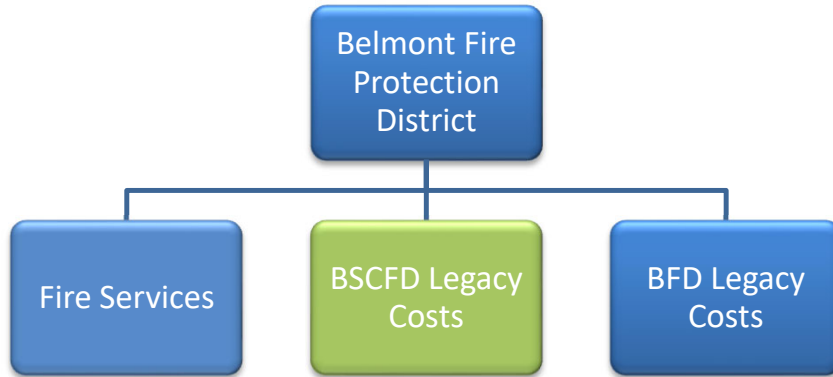 Belmont Fire
Protection
District
Fire Services
BSCFD Legacy
Costs
BFD Legacy
Costs